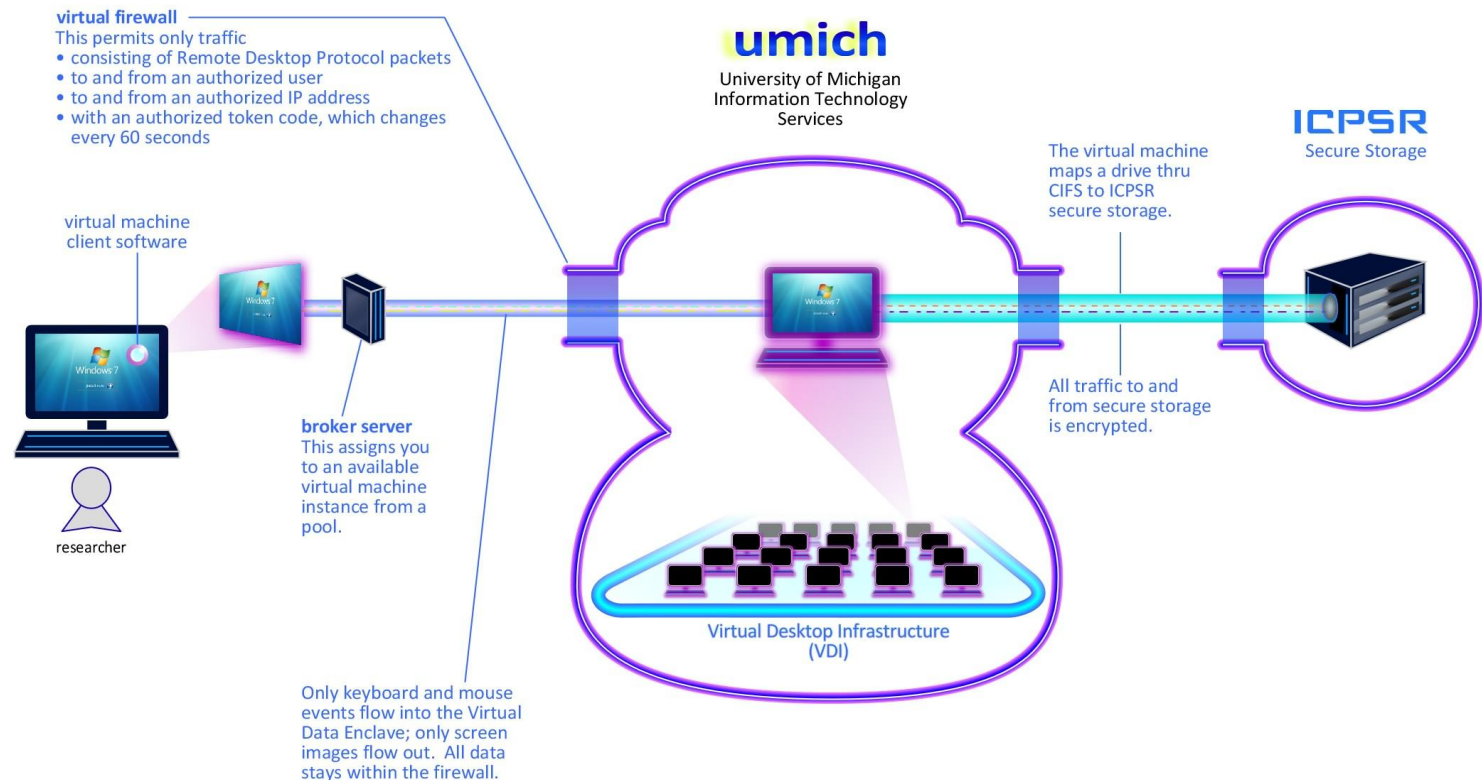 virtual firewall
This permits only traffic
• consisting of Remote Desktop Protocol packets
• to and from an authorized user
• to and from an authorized IP address
• with an authorized token code, which changes
every 60 seconds
umich
University of Michigan
Information Technology
Services
ICPSR
Secure Storage
The virtual machine
maps a drive thru
CIFS to ICPSR
secure storage.
virtual machine
client software
Windows 7
Windows 7
Windows 7
broker server
This assigns you
to an available
virtual machine
instance from a
pool.
researcher
All traffic to and
from secure storage
is encrypted.
Virtual Desktop Infrastructure
(VDI)
Only keyboard and mouse
events flow into the Virtual
Data Enclave; only screen
images flow out. All data
stays within the firewall.